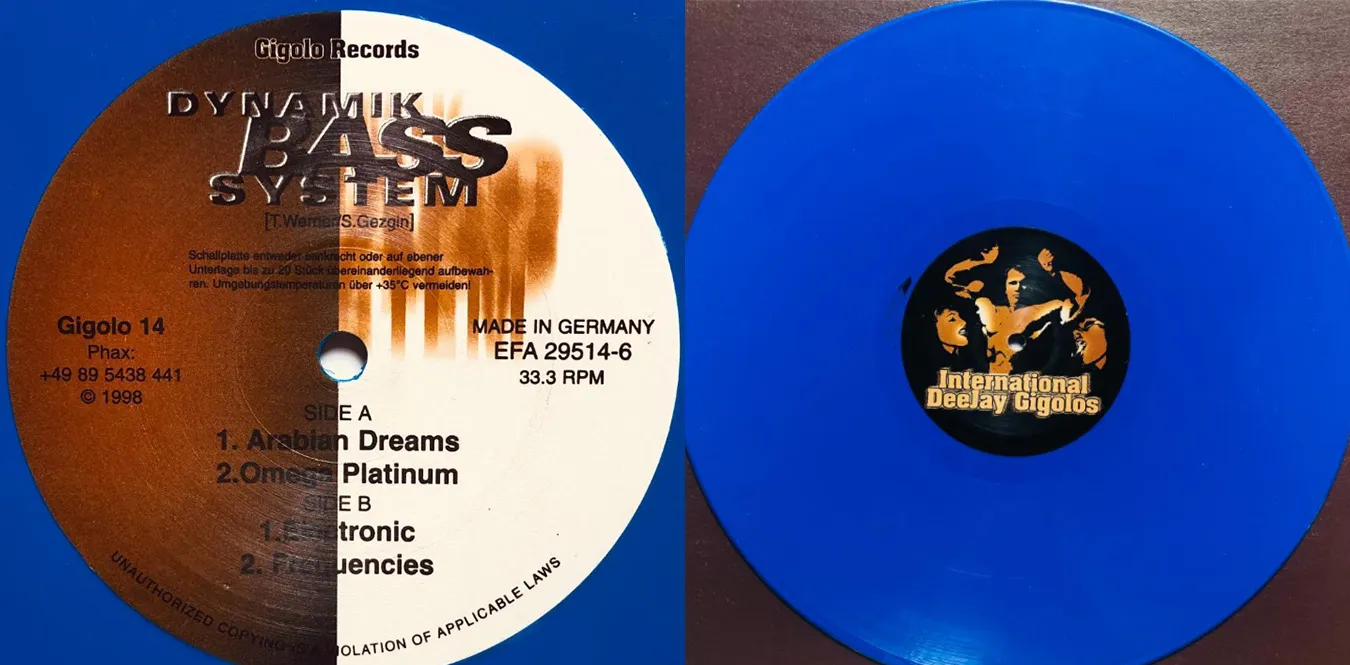 Gigolo Records
DYNAMIK
BASS
SYSTEM
[T.Werner/S.Gezgin]
Schallplatte entweder senkrecht oder auf ebener
Unterlage bis zu 20 Stück übereinanderliegend aufbewah-
ren. Umgebungstemperaturen über +35°C vermeiden!
Gigolo 14
Phax:
+49 89 5438 441
© 1998
MADE IN GERMANY
EFA 29514-6
33.3 RPM
SIDE A
1. Arabian Dreams
2.Omega Platinum
SIDE B
1. 
2. Frequencies
UNAUTHORIZED COPYING IS A VIOLATION OF APPLICABLE LAWS
International
DeeJay Gigolos